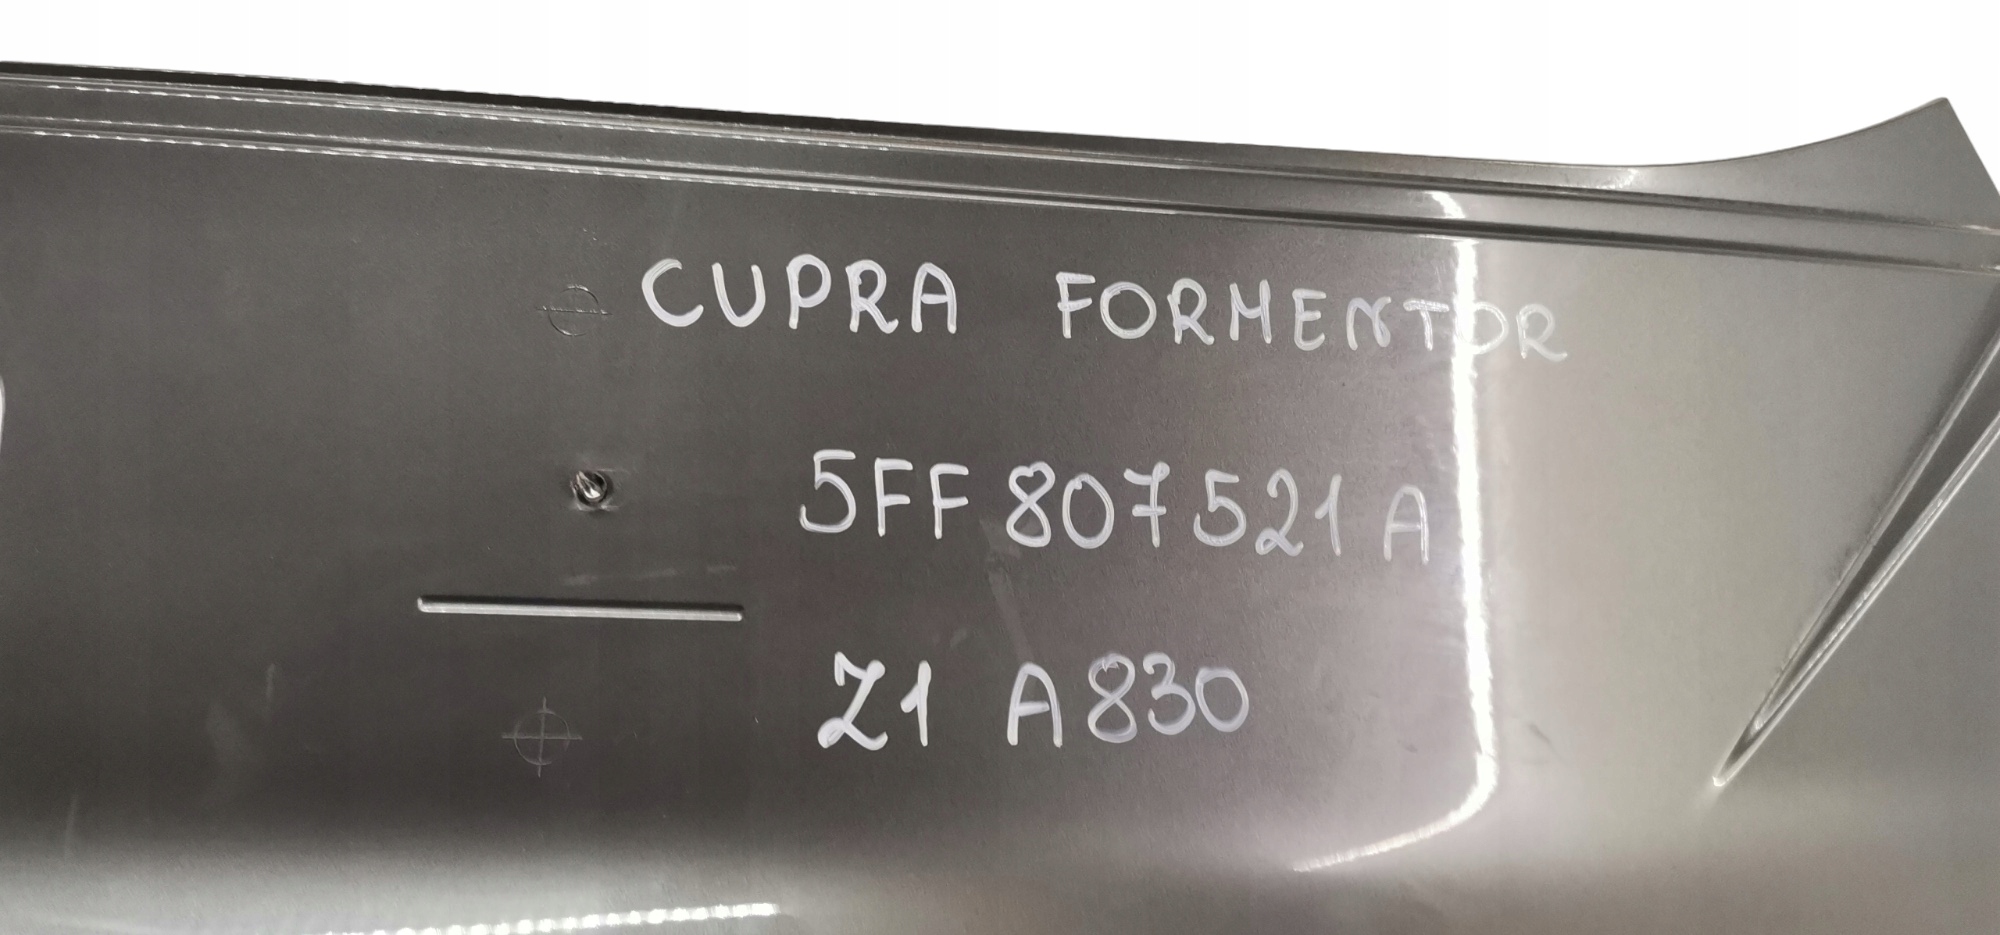 CUPRA FORMENTOR
5FF 807 521 A
Z1 A830